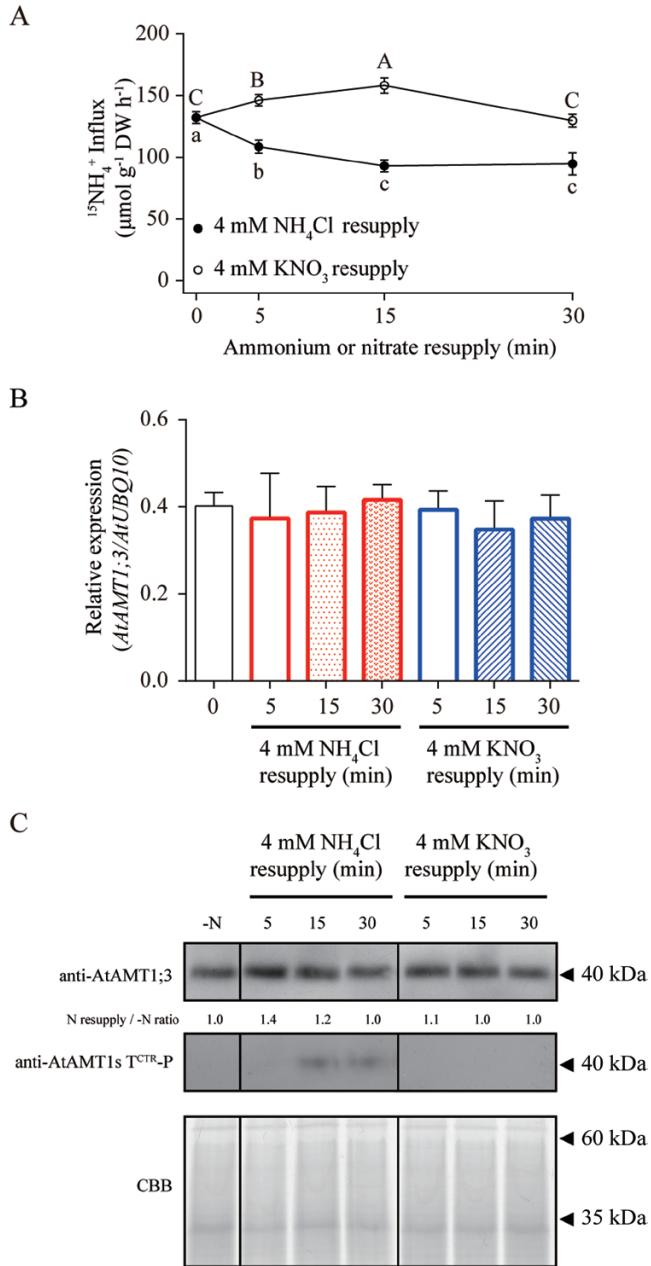 A
200
150
100
50
0
¹⁵NH₄⁺ Influx
(μmol g⁻¹ DW h⁻¹)
C
B
A
C
a
b
c
c
4 mM NH₄Cl resupply
4 mM KNO₃ resupply
0
5
15
30
Ammonium or nitrate resupply (min)
B
0.6
0.4
0.2
0.0
Relative expression
(AtAMT1;3/AtUBQ10)
0 5 15 30 5 15 30
4 mM NH₄Cl
resupply (min)
4 mM KNO₃
resupply (min)
C
4 mM NH₄Cl
resupply (min)
4 mM KNO₃
resupply (min)
-N 5 15 30 5 15 30
anti-AtAMT1;3
40 kDa
N resupply / -N ratio 1.0 1.4 1.2 1.0 1.1 1.0 1.0
anti-AtAMT1s Tᶜᵀᴿ-P
40 kDa
CBB
60 kDa
35 kDa